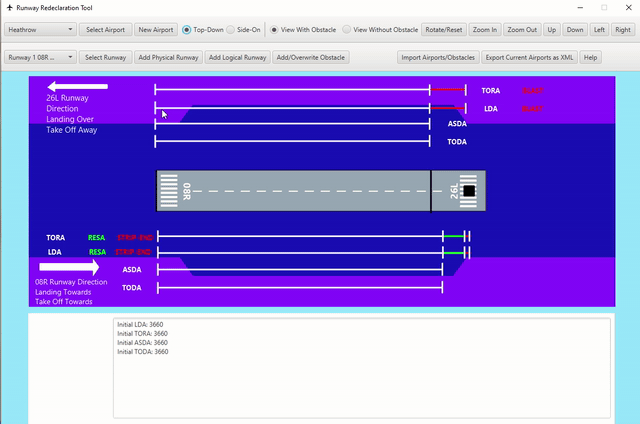 Runway Redeclaration Tool
Heathrow
Select Airport
New Airport
Top-Down
Side-On
View With Obstacle
View Without Obstacle
Rotate/Reset
Zoom In
Zoom Out
Up
Down
Left
Right
Runway 1 08R ...
Select Runway
Add Physical Runway
Add Logical Runway
Add/Overwrite Obstacle
Import Airports/Obstacles
Export Current Airports as XML
Help
26L Runway
Direction
Landing Over
Take Off Away
TORA BLAST
LDA BLAST
ASDA
TODA
08R
26L
TORA RESA STRIP END
LDA RESA STRIP END
ASDA
TODA
08R Runway Direction
Landing Towards
Take Off Towards
Initial LDA: 3660
Initial TORA: 3660
Initial ASDA: 3660
Initial TODA: 3660